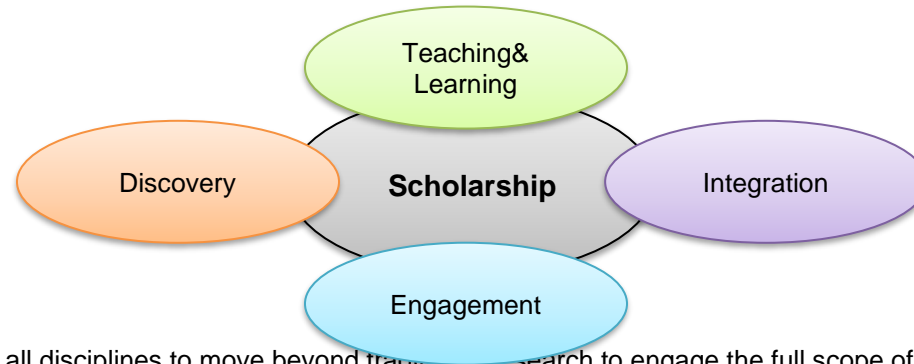 Teaching&
Learning
Discovery
Scholarship
Integration
Engagement
all disciplines to move beyond to engage the full scope of